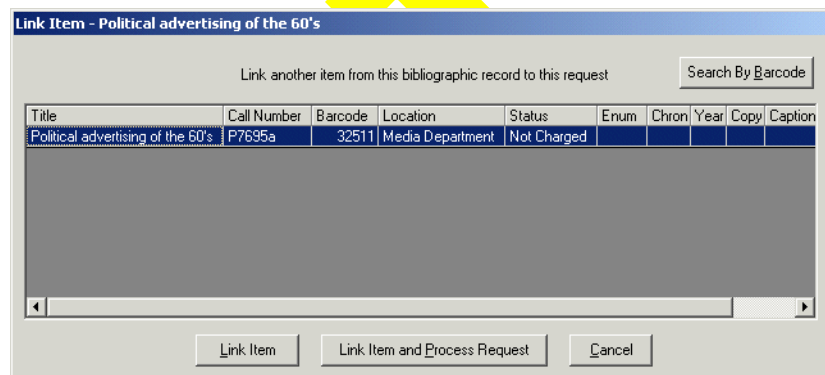 Link Item - Political advertising of the 60's
Link another item from this bibliographic record to this request
Search By Barcode
Title Call Number Barcode Location Status Enum Chron Year Copy Caption
Political advertising of the 60's P7695a 32511 Media Department Not Charged
Link Item Link Item and Process Request Cancel